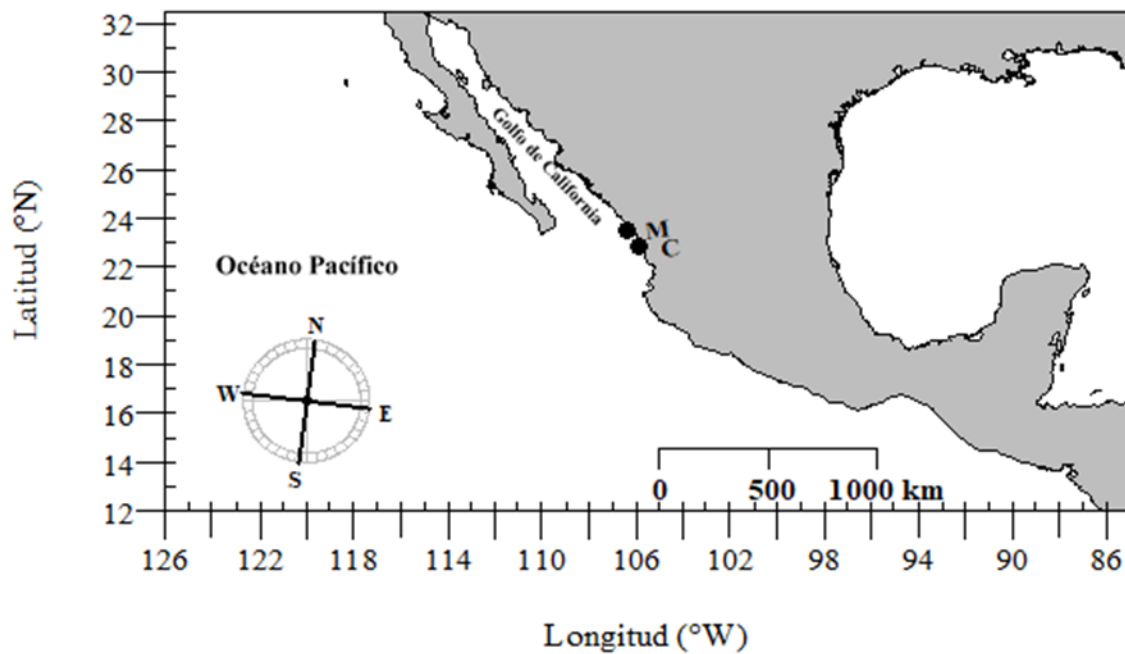 32
30
28
26
24
22
20
18
16
14
12
Latitud (°N)
Golfo de California
M
C
Océano Pacífico
N
W
E
S
0 500 1000 km
126 122 118 114 110 106 102 98 94 90 86
Longitud (°W)